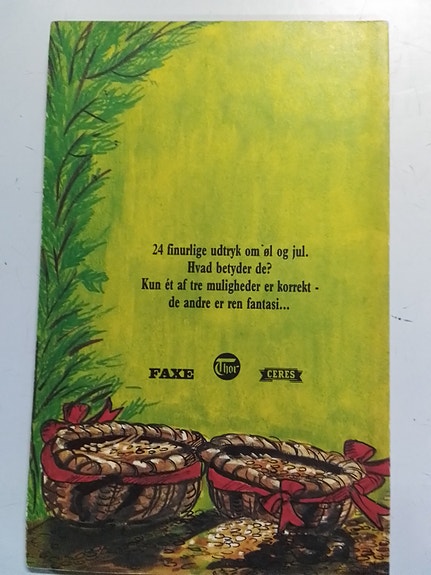 24 finurlige udtryk om øl og jul.
Hvad betyder de?
Kun ét af tre muligheder er korrekt -
de andre er ren fantasi...
FAXE Thor CERES